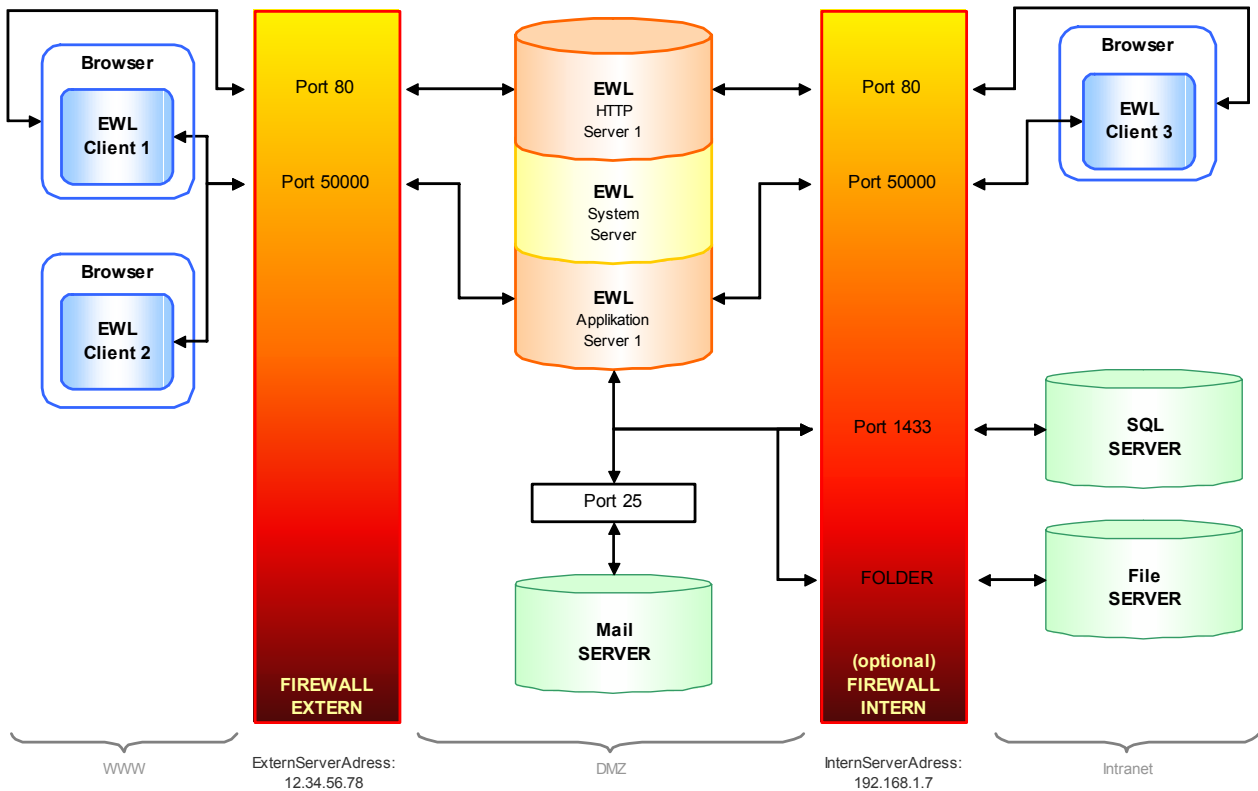 Browser
EWL
Client 1
Browser
EWL
Client 2
WWW
Port 80
Port 50000
FIREWALL
EXTERN
ExternServerAdress:
12.34.56.78
EWL
HTTP
Server 1
EWL
System
Server
EWL
Applikation
Server 1
Port 25
Mail
SERVER
DMZ
Port 80
Port 50000
Port 1433
FOLDER
(optional)
FIREWALL
INTERN
InternServerAdress:
192.168.1.7
Browser
EWL
Client 3
SQL
SERVER
File
SERVER
Intranet